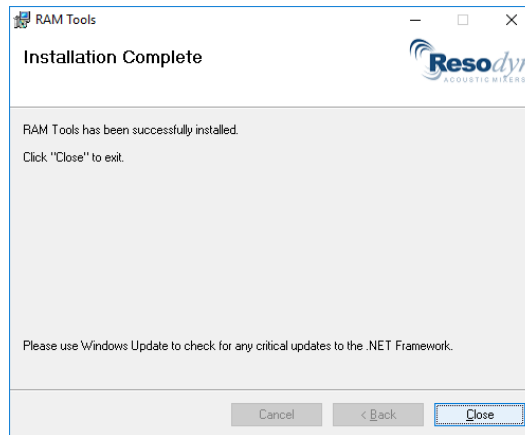 RAM Tools
Installation Complete
Resodyn
ACOUSTIC MIXERS
RAM Tools has been successfully installed.
Click "Close" to exit.
Please use Windows Update to check for any critical updates to the .NET Framework.
Cancel
< Back
Close